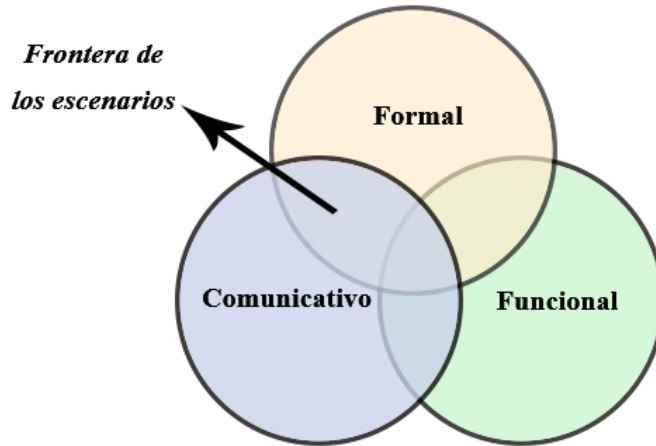 Frontera de
los escenarios
Formal
Comunicativo
Funcional